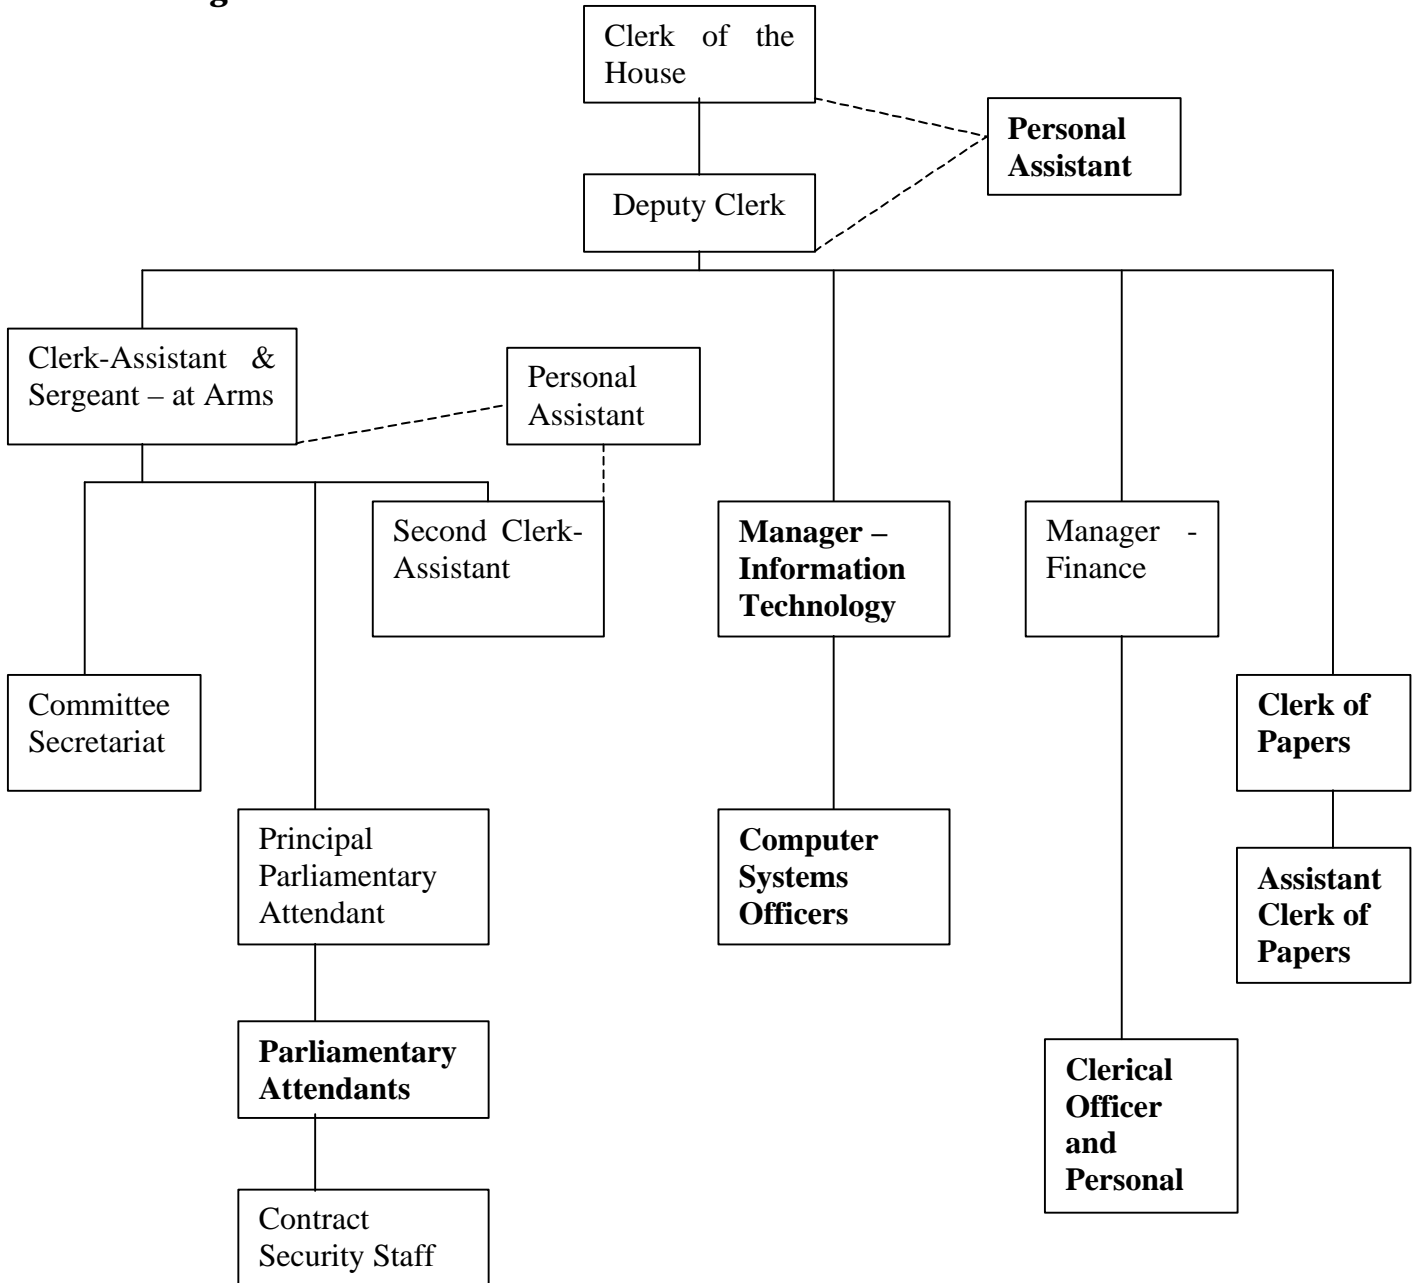 Clerk of the
House
Personal
Assistant
Deputy Clerk
Clerk-Assistant &
Sergeant – at Arms
Personal
Assistant
Second Clerk-
Assistant
Manager –
Information
Technology
Manager -
Finance
Committee
Secretariat
Clerk of
Papers
Principal
Parliamentary
Attendant
Computer
Systems
Officers
Assistant
Clerk of
Papers
Parliamentary
Attendants
Clerical
Officer
and
Personal
Contract
Security Staff